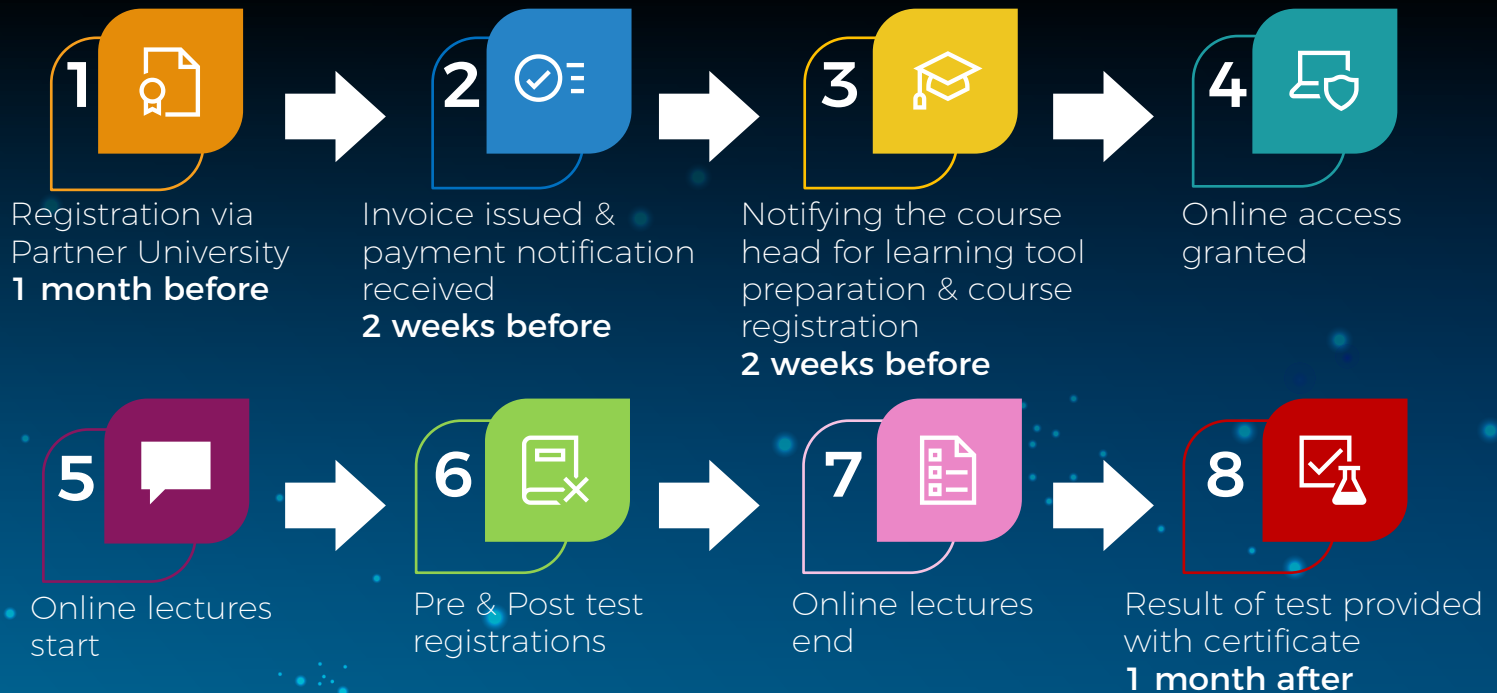 1
Registration via
Partner University
1 month before
2
Invoice issued &
payment notification
received
2 weeks before
3
Notifying the course
head for learning tool
preparation & course
registration
2 weeks before
4
Online access
granted
5
Online lectures
start
6
Pre & Post test
registrations
7
Online lectures
end
8
Result of test provided
with certificate
1 month after